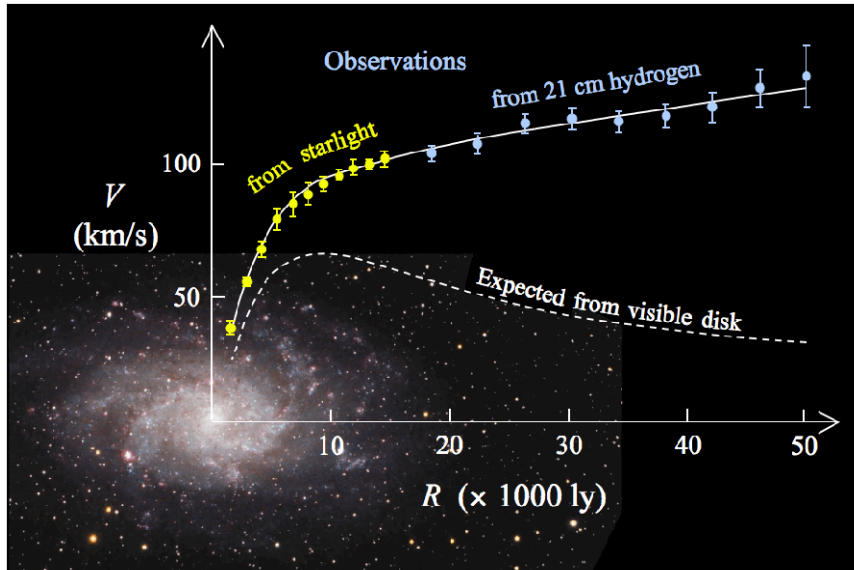 Observations
from 21 cm hydrogen
from starlight
100
V
(km/s)
50
Expected from visible disk
10 20 30 40 50
R (× 1000 ly)